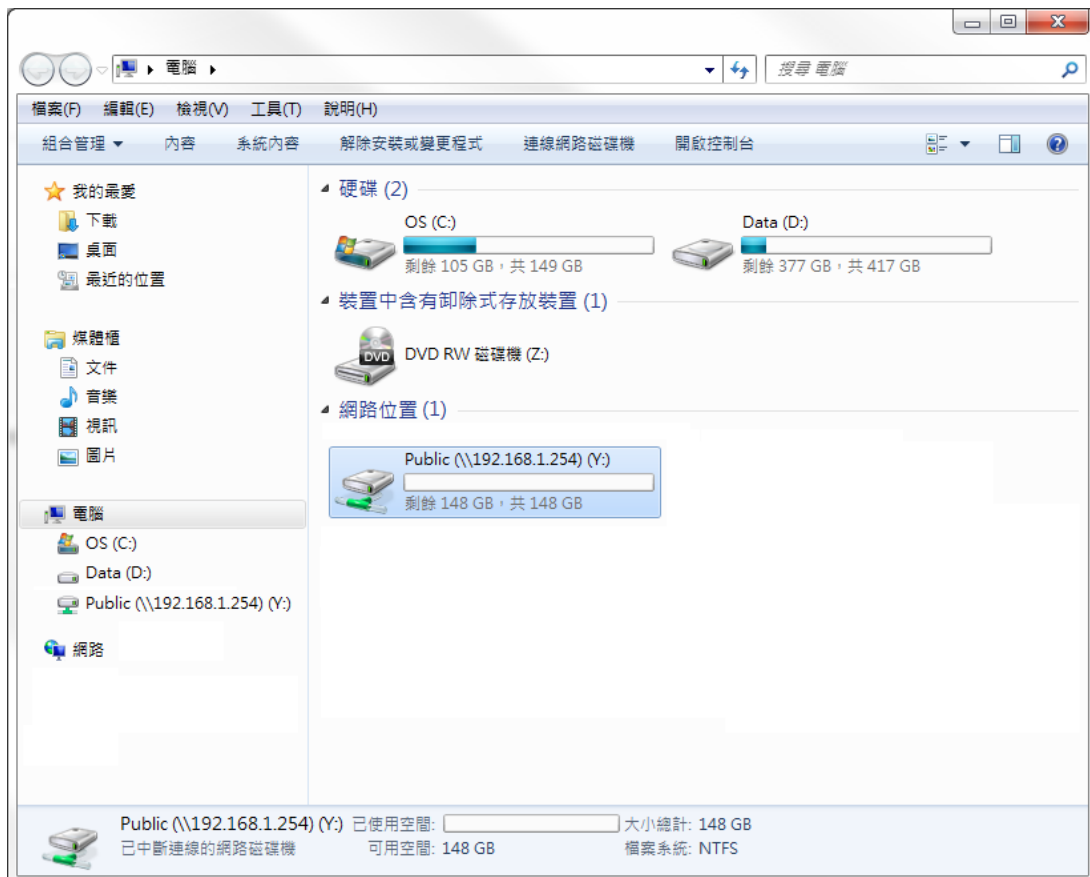 電腦
搜尋 電腦
檔案(F) 編輯(E) 檢視(V) 工具(T) 說明(H)
組合管理 內容 系統內容 解除安裝或變更程式 連線網路磁碟機 開啟控制台
我的最愛
下載
桌面
最近的位置
媒體櫃
文件
音樂
視訊
圖片
電腦
OS (C:)
Data (D:)
Public (\\192.168.1.254) (Y:)
網路
硬碟 (2)
OS (C:)
剩餘 105 GB，共 149 GB
Data (D:)
剩餘 377 GB，共 417 GB
裝置中含有卸除式存放裝置 (1)
DVD
DVD RW 磁碟機 (Z:)
網路位置 (1)
Public (\\192.168.1.254) (Y:)
剩餘 148 GB，共 148 GB
Public (\\192.168.1.254) (Y:) 已使用空間: 大小總計: 148 GB
已中斷連線的網路磁碟機 可用空間: 148 GB 檔案系統: NTFS